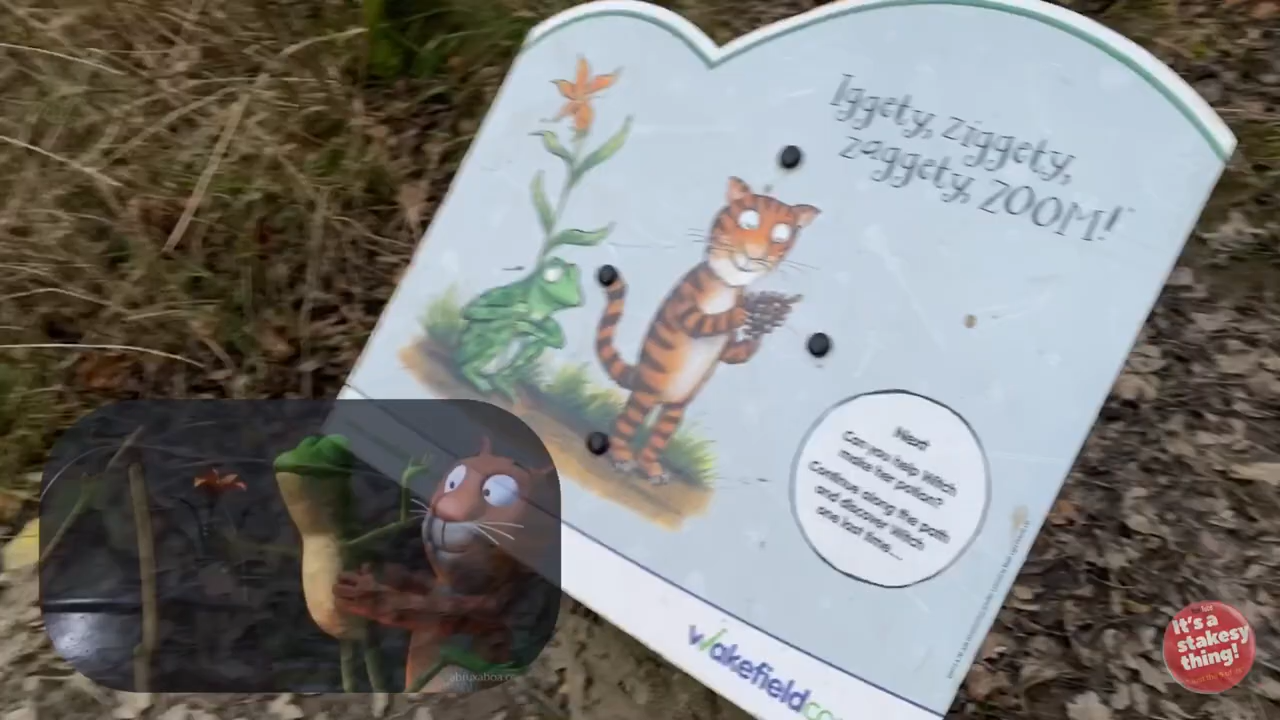 Iggety, ziggety,
zaggety, ZOOM!
Next
Can you help Witch
make her potion?
Continue along the path
and discover Witch
one last time...
wakefieldco
It's a
stakesy
thing!